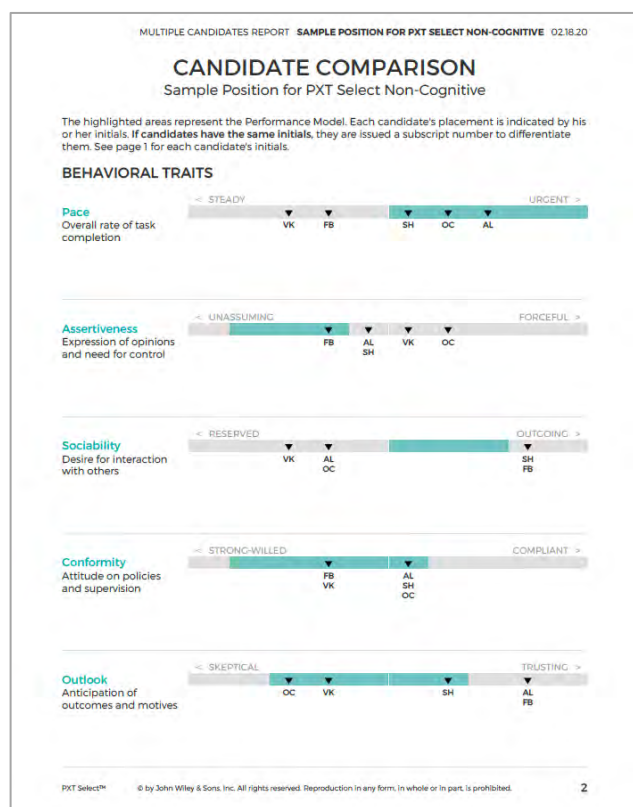 MULTIPLE CANDIDATES REPORT SAMPLE POSITION FOR PXT SELECT NON-COGNITIVE 02.18.20
CANDIDATE COMPARISON
Sample Position for PXT Select Non-Cognitive
The highlighted areas represent the Performance Model. Each candidate's placement is indicated by his
or her initials. If candidates have the same initials, they are issued a subscript number to differentiate
them. See page 1 for each candidate's initials.
BEHAVIORAL TRAITS
< STEADY URGENT >
Pace
Overall rate of task
completion
VK FB SH OC AL
< UNASSUMING FORCEFUL >
Assertiveness
Expression of opinions
and need for control
FB AL VK OC
SH
< RESERVED OUTGOING >
Sociability
Desire for interaction
with others
VK AL SH
OC FB
< STRONG-WILLED COMPLIANT >
Conformity
Attitude on policies
and supervision
FB AL
VK SH
OC
< SKEPTICAL TRUSTING >
Outlook
Anticipation of
outcomes and motives
OC VK SH AL
FB
PXT Select™ © by John Wiley & Sons, Inc. All rights reserved. Reproduction in any form, in whole or in part, is prohibited. 2